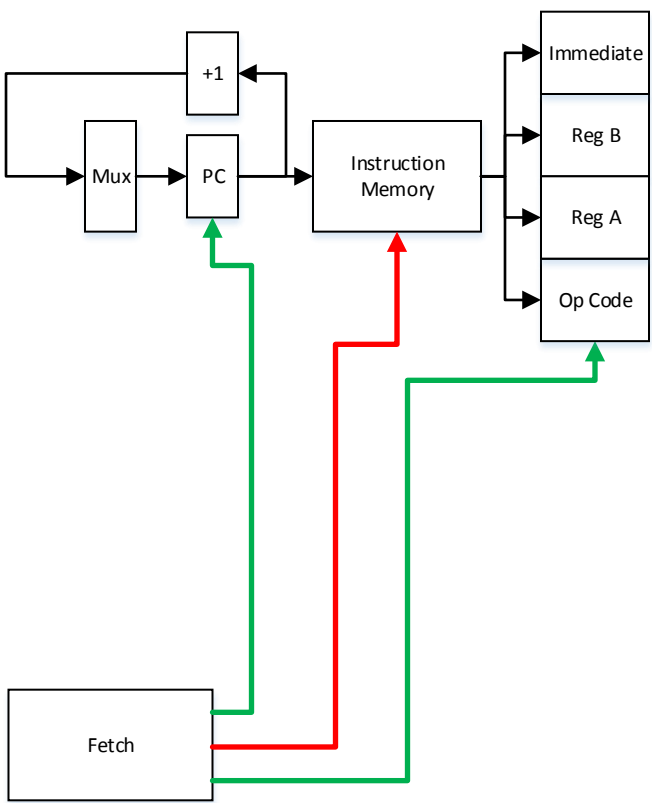 +1
Mux
PC
Instruction
Memory
Immediate
Reg B
Reg A
Op Code
Fetch